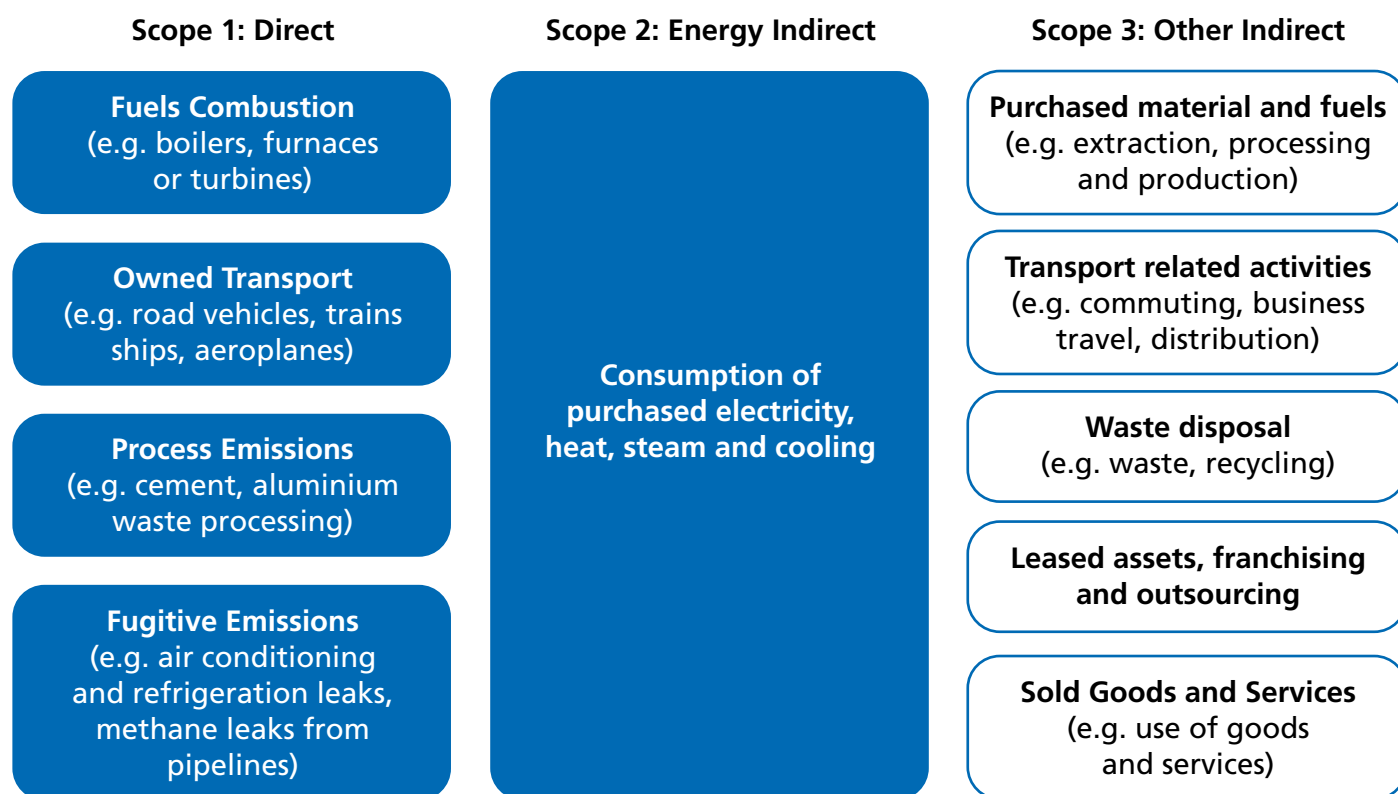 Scope 1: Direct
Fuels Combustion
(e.g. boilers, furnaces
or turbines)
Owned Transport
(e.g. road vehicles, trains
ships, aeroplanes)
Process Emissions
(e.g. cement, aluminium
waste processing)
Fugitive Emissions
(e.g. air conditioning
and refrigeration leaks,
methane leaks from
pipelines)
Scope 2: Energy Indirect
Consumption of
purchased electricity,
heat, steam and cooling
Scope 3: Other Indirect
Purchased material and fuels
(e.g. extraction, processing
and production)
Transport related activities
(e.g. commuting, business
travel, distribution)
Waste disposal
(e.g. waste, recycling)
Leased assets, franchising
and outsourcing
Sold Goods and Services
(e.g. use of goods
and services)